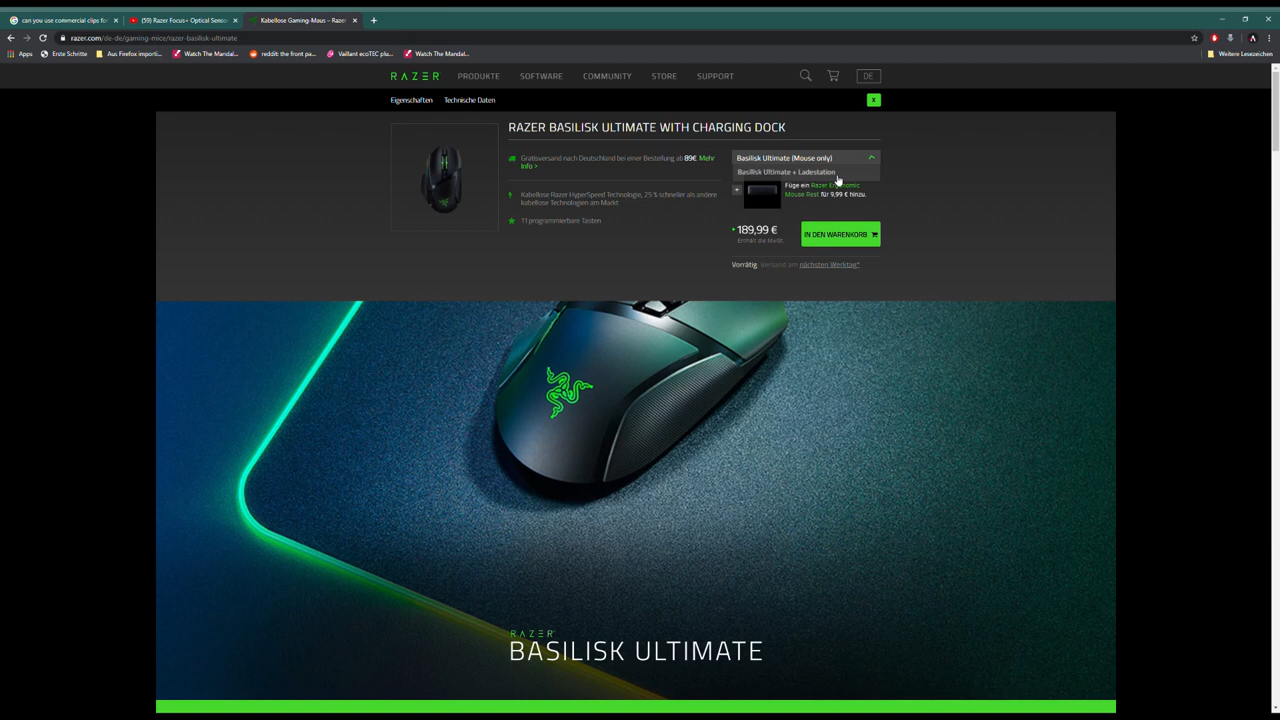 can you use commercial clips for
(59) Razer Focus+ Optical Senso
Kabellose Gaming-Maus – Razer
razer.com/de-de/gaming-mice/razer-basilisk-ultimate
Apps
Erste Schritte
Aus Firefox importi...
Watch The Mandal...
reddit: the front pa...
Vaillant ecoTEC plu...
Watch The Mandal...
Weitere Lesezeichen
RAZER
PRODUKTE
SOFTWARE
COMMUNITY
STORE
SUPPORT
DE
Eigenschaften
Technische Daten
X
RAZER BASILISK ULTIMATE WITH CHARGING DOCK
Gratisversand nach Deutschland bei einer Bestellung ab 89€ Mehr
Info >
Kabellose Razer HyperSpeed Technologie, 25 % schneller als andere
kabellose Technologien am Markt
11 programmierbare Tasten
Basilisk Ultimate (Mouse only)
Basilisk Ultimate + Ladestation
+
Füge ein Razer Ergonomic
Mouse Rest für 9,99 € hinzu.
189,99 €
Enthält die MwSt.
IN DEN WARENKORB
Vorrätig Versand am nächsten Werktag*
RAZER
BASILISK ULTIMATE